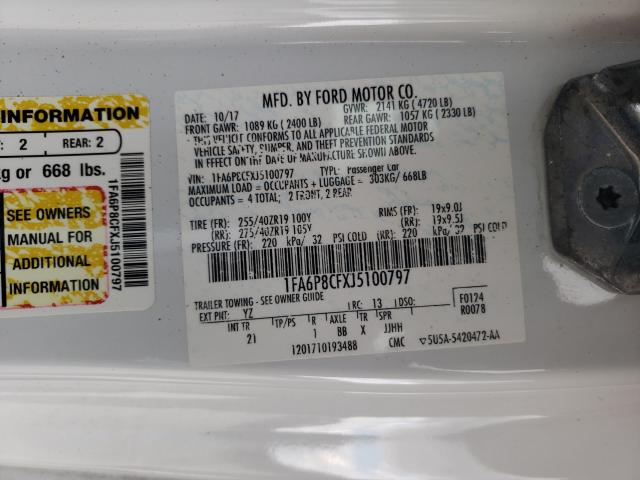 INFORMATION
2 REAR: 2
kg or 668 lbs.
SEE OWNERS
MANUAL FOR
ADDITIONAL
INFORMATION
1FA6P8CFXJ5100797
MFD. BY FORD MOTOR CO.
10/17 GVWR: 2141 KG ( 4720 LB)
FRONT GAWR: 1089 KG ( 2400 LB) REAR GAWR: 1057 KG ( 2330 LB)
THIS VEHICLE CONFORMS TO ALL APPLICABLE FEDERAL MOTOR
VEHICLE SAFETY, BUMPER, AND THEFT PREVENTION STANDARDS
IN EFFECT ON THE DATE OF MANUFACTURE SHOWN ABOVE.
VIN: 1FA6P8CFXJ5100797 TYPE: Passenger Car
MAXIMUM LOAD = OCCUPANTS + LUGGAGE = 303KG/668LB
OCCUPANTS = 4 TOTAL; 2 FRONT, 2 REAR
TIRE (FR): 255/40ZR19 100Y RIMS (FR): 19x9.0J
(RR): 275/40ZR19 105Y (RR): 19x9.5J
PRESSURE (FR): 220 kPa/ 32 PSI COLD (RR): 220 kPa/ 32 PSI COLD
1FA6P8CFXJ5100797
TRAILER TOWING - SEE OWNER GUIDE
EXT PNT: YZ RC: 13 DSO: F0124
INT TR TP/PS R AXLE TR SPR R0078
21 1 BB X JJHH
1201710193488 CMC ▽5U5A-5420472-AA